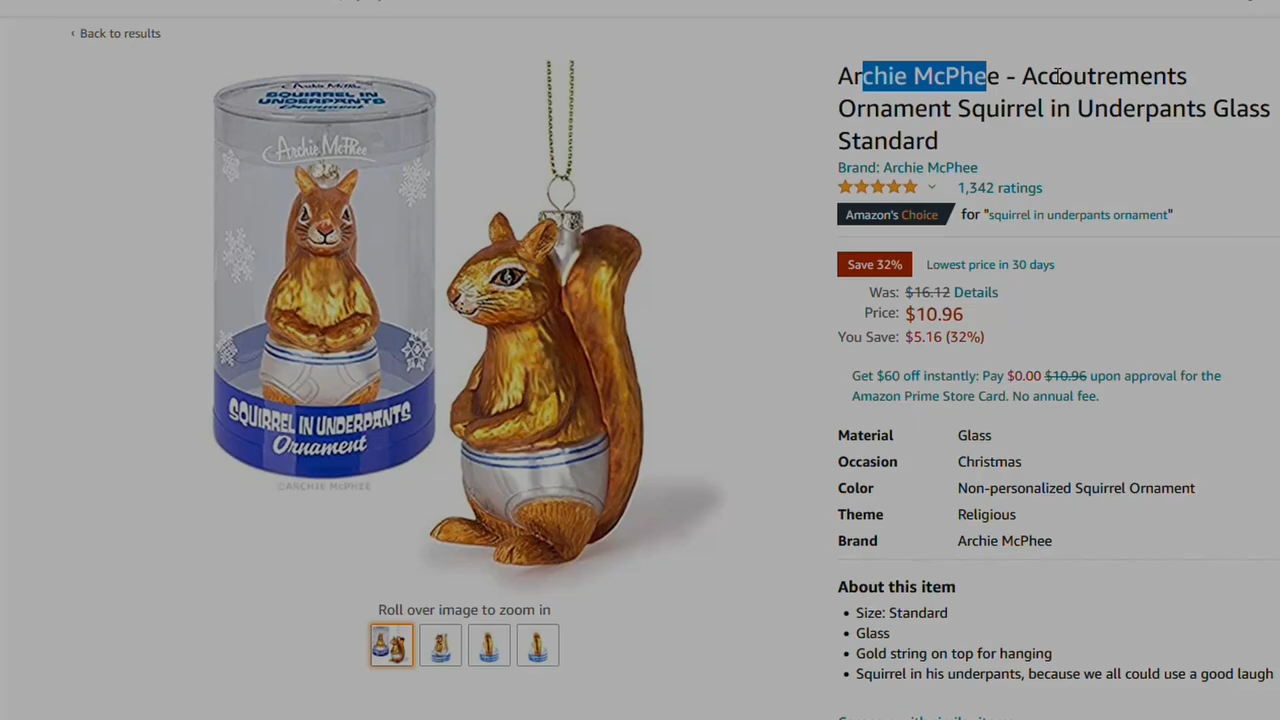 ‹ Back to results
Archie McPhee - Accoutrements
Ornament Squirrel in Underpants Glass
Standard
Brand: Archie McPhee
1,342 ratings
Amazon's Choice for "squirrel in underpants ornament"
Save 32% Lowest price in 30 days
Was: $16.12 Details
Price: $10.96
You Save: $5.16 (32%)
Get $60 off instantly: Pay $0.00 $10.96 upon approval for the
Amazon Prime Store Card. No annual fee.
Material Glass
Occasion Christmas
Color Non-personalized Squirrel Ornament
Theme Religious
Brand Archie McPhee
About this item
• Size: Standard
• Glass
• Gold string on top for hanging
• Squirrel in his underpants, because we all could use a good laugh
SQUIRREL IN
UNDERPANTS
Ornament
Archie McPhee
SQUIRREL IN UNDERPANTS
Ornament
©ARCHIE McPHEE
Roll over image to zoom in